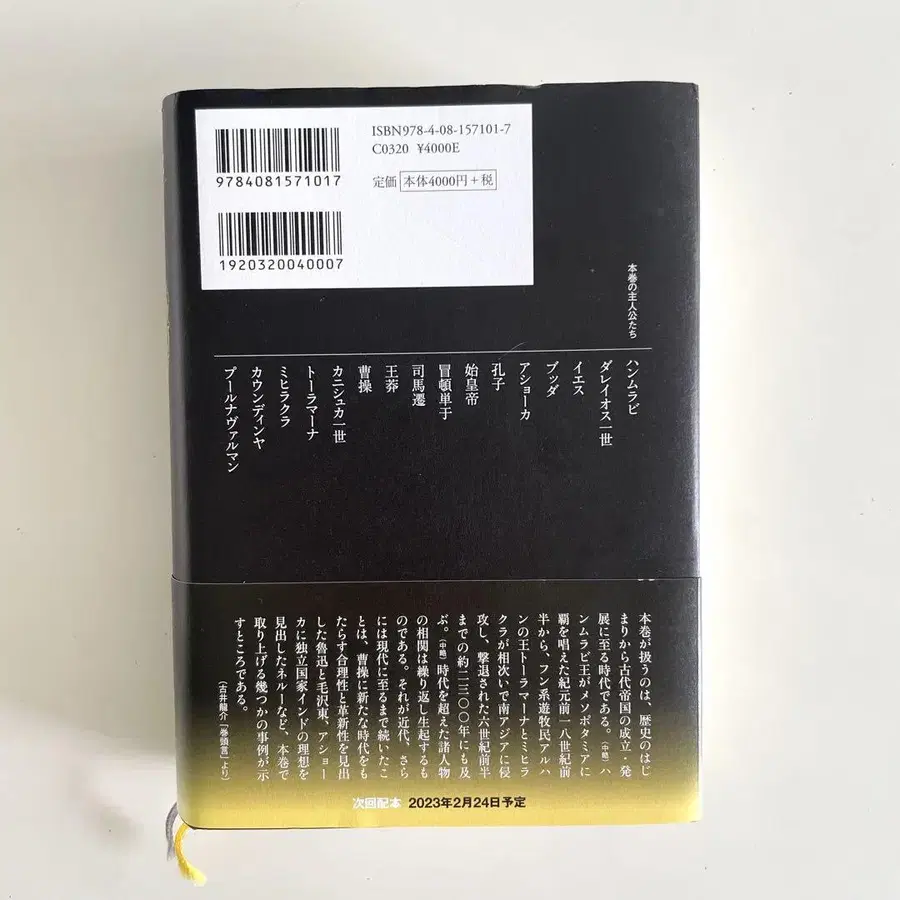 ISBN978-4-08-157101-7
C0320 ¥4000E
定価 本体4000円+税
9784081571017
1920320040007
本巻の主人公たち
ハンムラビ
ダレイオス一世
イエス
ブッダ
アショーカ
孔子
始皇帝
冒頓単于
司馬遷
王莽
曹操
カニシュカ一世
トーラマーナ
ミヒラクラ
カウンディンヤ
プールナヴァルマン
本巻が扱うのは、歴史のはじ
まりから古代帝国の成立・発
展に至る時代である。(中略)ハ
ンムラビ王がメソポタミアに
覇を唱えた紀元前一八世紀前
半から、フン系遊牧民アルハ
ンの王トーラマーナとミヒラ
クラが相次いで南アジアに侵
攻し、撃退された六世紀前半
までの約二三〇〇年にも及
ぶ。(中略)時代を超えた諸人物
の相関は繰り返し生起するも
のである。それが近代、さら
には現代に至るまで続いたこ
とは、曹操に新たな時代をも
たらす合理性と革新性を見出
した魯迅と毛沢東、アショー
カに独立国家インドの理想を
見出したネルーなど、本巻で
取り上げる幾つかの事例が示
すところである。
(古井龍介「巻頭言」より)
次回配本 2023年2月24日予定